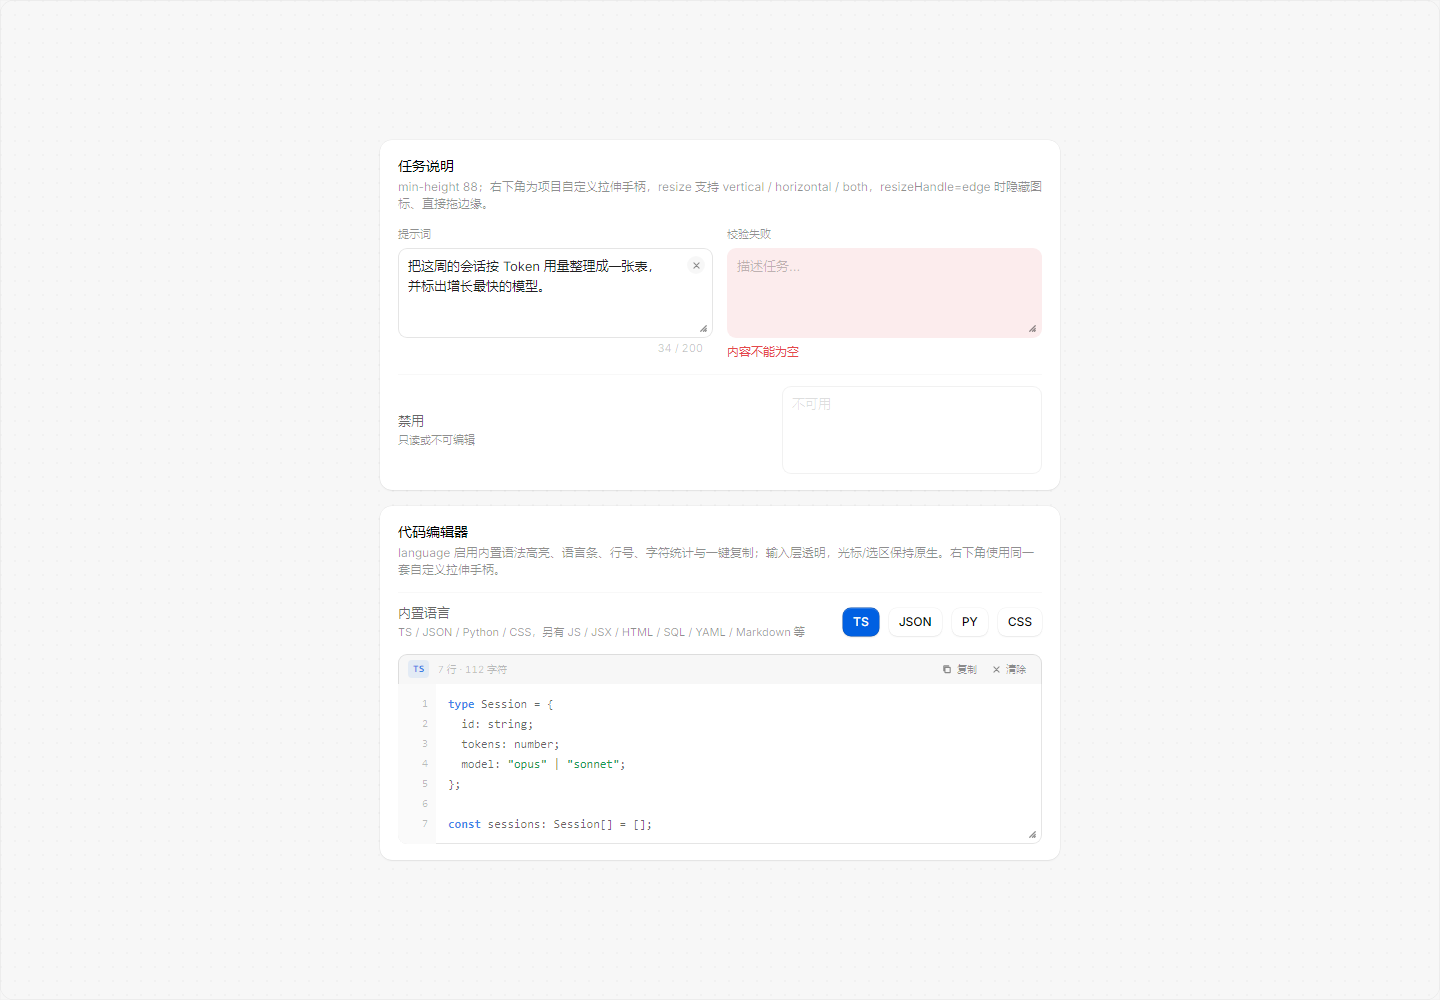 任务说明
min-height 88；右下角为项目自定义拉伸手柄，resize 支持 vertical / horizontal / both，resizeHandle=edge 时隐藏图
标、直接拖边缘。
提示词
校验失败
把这周的会话按 Token 用量整理成一张表，
并标出增长最快的模型。
描述任务...
34 / 200
内容不能为空
禁用
只读或不可编辑
不可用
代码编辑器
language 启用内置语法高亮、语言条、行号、字符统计与一键复制；输入层透明，光标/选区保持原生。右下角使用同一
套自定义拉伸手柄。
内置语言
TS / JSON / Python / CSS，另有 JS / JSX / HTML / SQL / YAML / Markdown 等
TS JSON PY CSS
TS 7 行 · 112 字符 复制 清除
1 type Session = {
2 id: string;
3 tokens: number;
4 model: "opus" | "sonnet";
5 };
6
7 const sessions: Session[] = [];